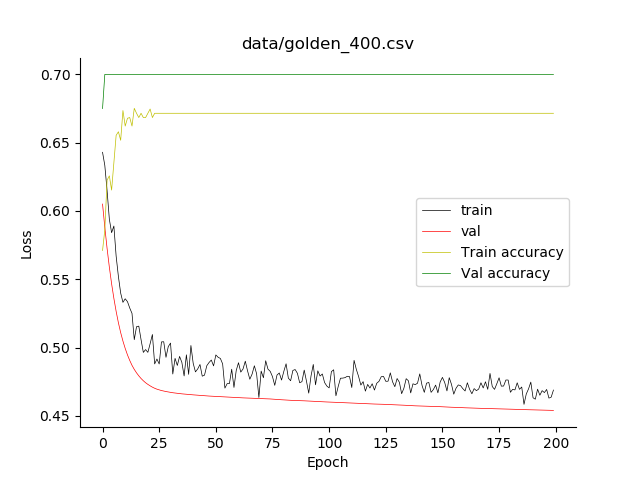 data/golden_400.csv
0.70
0.65
0.60
0.55
0.50
0.45
Loss
train
val
Train accuracy
Val accuracy
0 25 50 75 100 125 150 175 200
Epoch